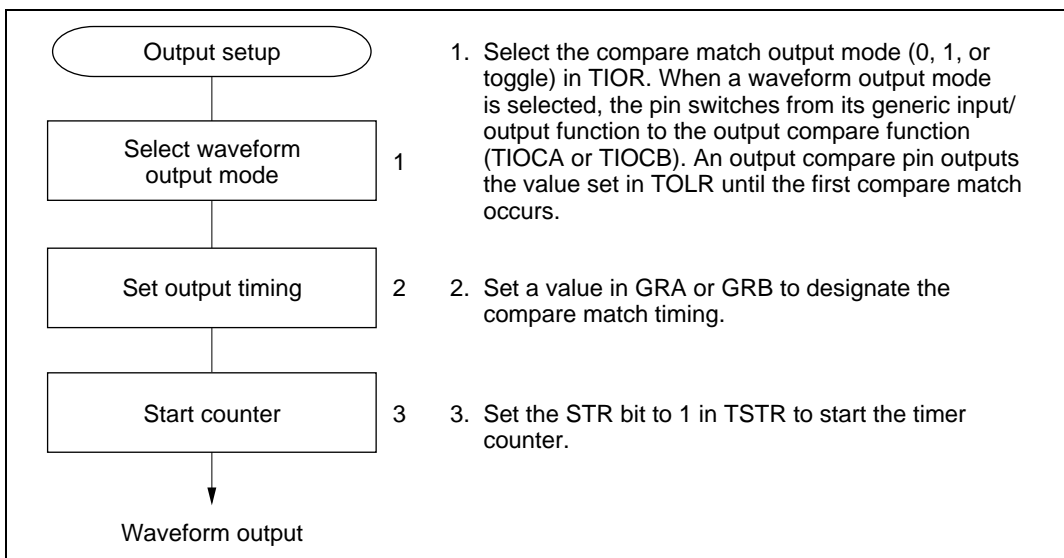 Output setup
Select waveform
output mode
1
Set output timing
2
Start counter
3
Waveform output
1. Select the compare match output mode (0, 1, or
toggle) in TIOR. When a waveform output mode
is selected, the pin switches from its generic input/
output function to the output compare function
(TIOCA or TIOCB). An output compare pin outputs
the value set in TOLR until the first compare match
occurs.
2. Set a value in GRA or GRB to designate the
compare match timing.
3. Set the STR bit to 1 in TSTR to start the timer
counter.